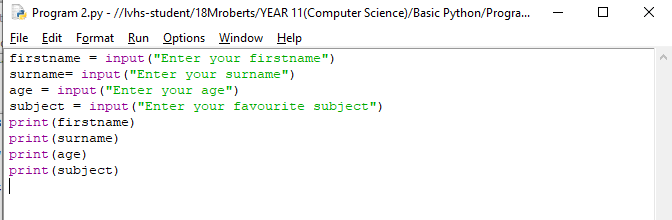 Program 2.py - //lvhs-student/18Mroberts/YEAR 11(Computer Science)/Basic Python/Progra...
File Edit Format Run Options Window Help
firstname = input("Enter your firstname")
surname= input("Enter your surname")
age = input("Enter your age")
subject = input("Enter your favourite subject")
print(firstname)
print(surname)
print(age)
print(subject)